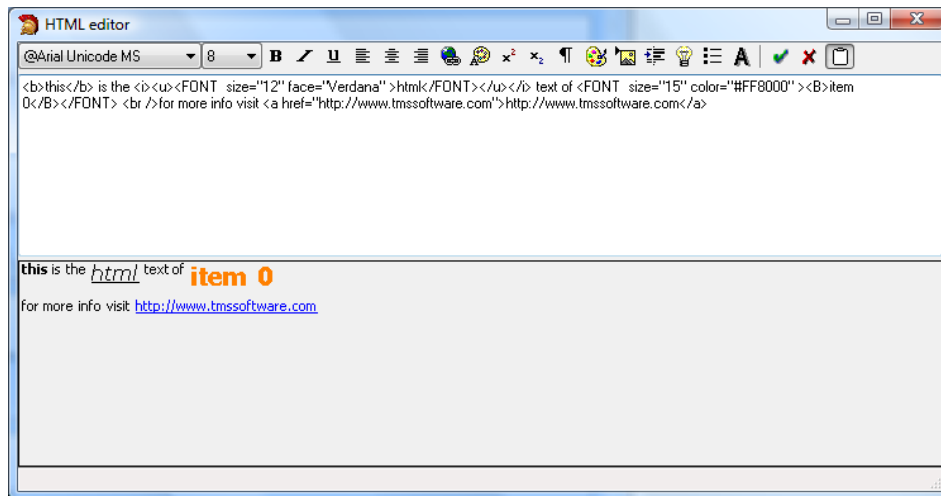 HTML editor
@Arial Unicode MS 8 B I U x² x₂ ¶ A
<b>this</b> is the <i><u><FONT size="12" face="Verdana" >html</FONT></u></i> text of <FONT size="15" color="#FF8000" ><B>item
0</B></FONT> <br />for more info visit <a href="http://www.tmssoftware.com">http://www.tmssoftware.com</a>
this is the html text of item 0
for more info visit http://www.tmssoftware.com